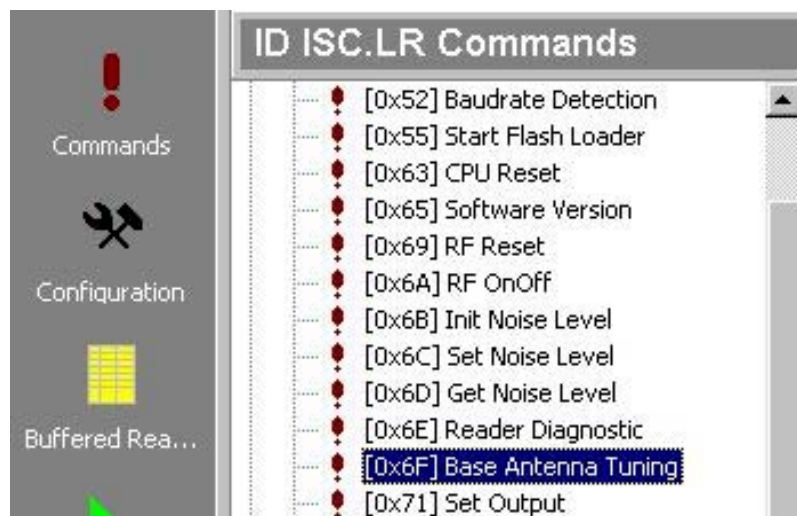 ID ISC.LR Commands
Commands
Configuration
Buffered Rea...
[0x52] Baudrate Detection
[0x55] Start Flash Loader
[0x63] CPU Reset
[0x65] Software Version
[0x69] RF Reset
[0x6A] RF OnOff
[0x6B] Init Noise Level
[0x6C] Set Noise Level
[0x6D] Get Noise Level
[0x6E] Reader Diagnostic
[0x6F] Base Antenna Tuning
[0x71] Set Output